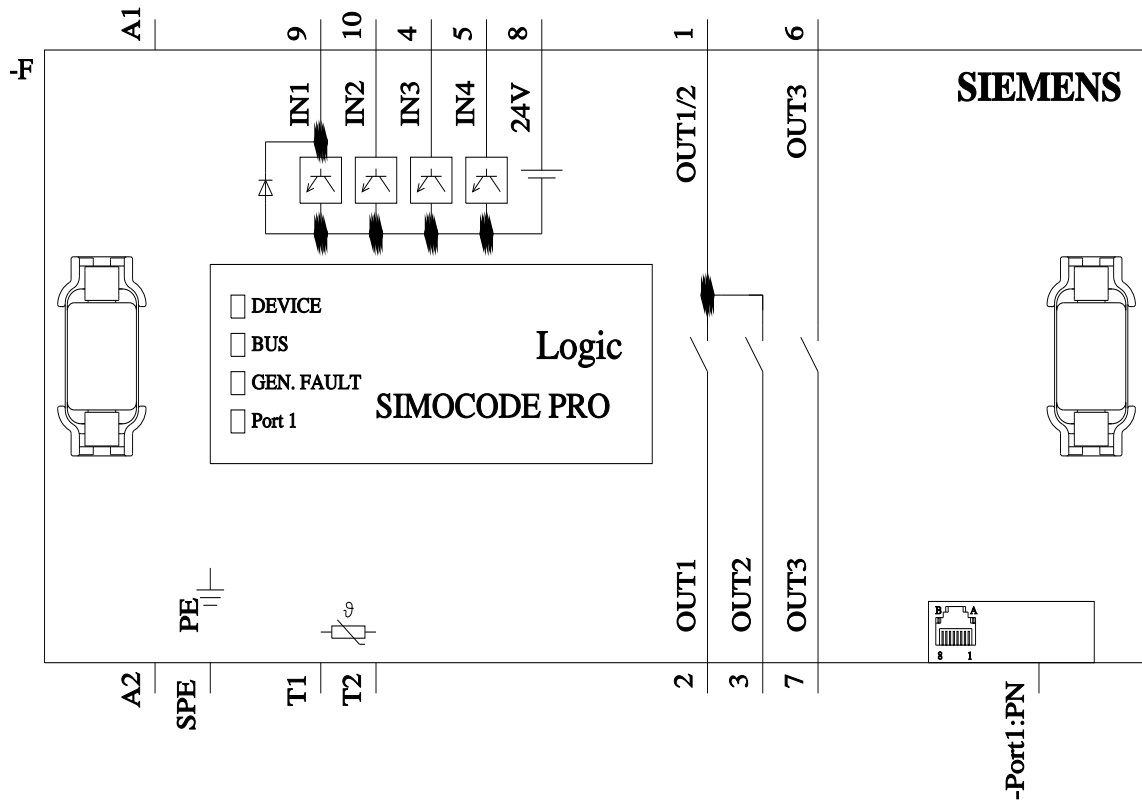 A1
9
10
4
5
8
1
6
-F
IN1
IN2
IN3
IN4
24V
OUT1/2
OUT3
SIEMENS
DEVICE
BUS
GEN. FAULT
Port 1
Logic
SIMOCODE PRO
PE
ϑ
OUT1
OUT2
OUT3
B A
8 1
A2
SPE
T1
T2
2
3
7
-Port1:PN